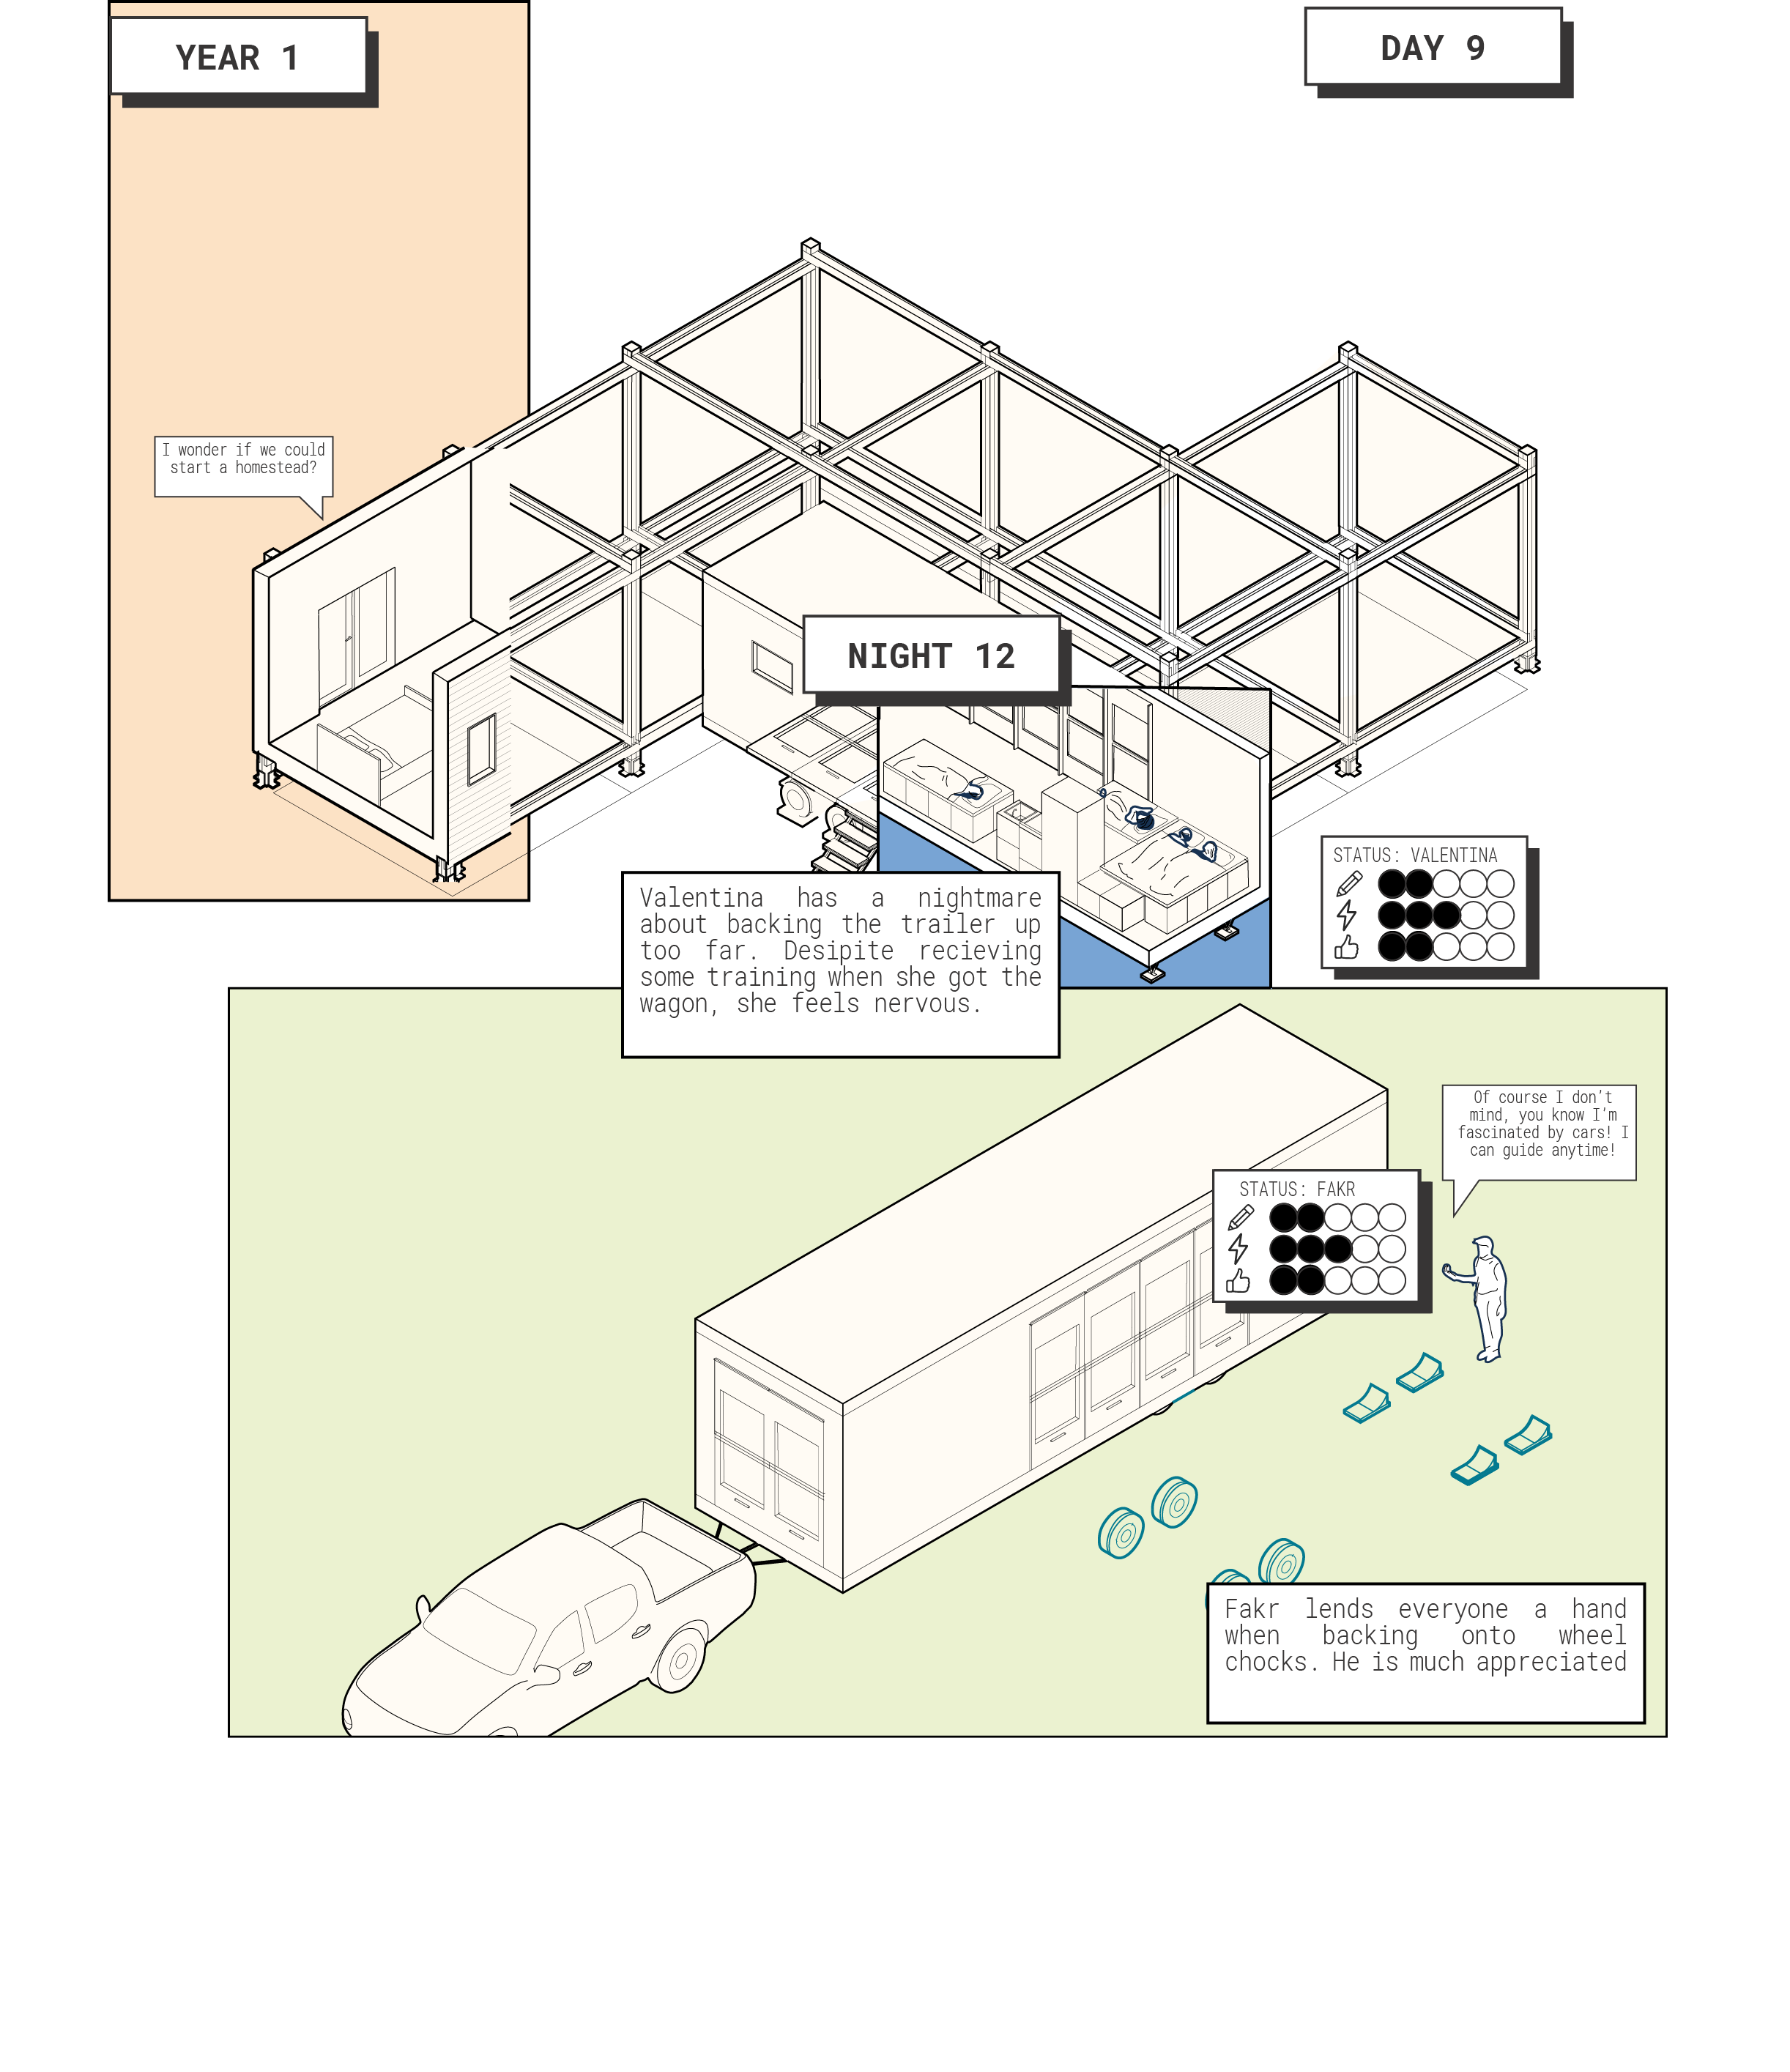 YEAR 1
DAY 9
I wonder if we could
start a homestead?
NIGHT 12
STATUS: VALENTINA
Valentina has a nightmare
about backing the trailer up
too far. Desipite recieving
some training when she got the
wagon, she feels nervous.
Of course I don't
mind, you know I'm
fascinated by cars! I
can guide anytime!
STATUS: FAKR
Fakr lends everyone a hand
when backing onto wheel
chocks. He is much appreciated